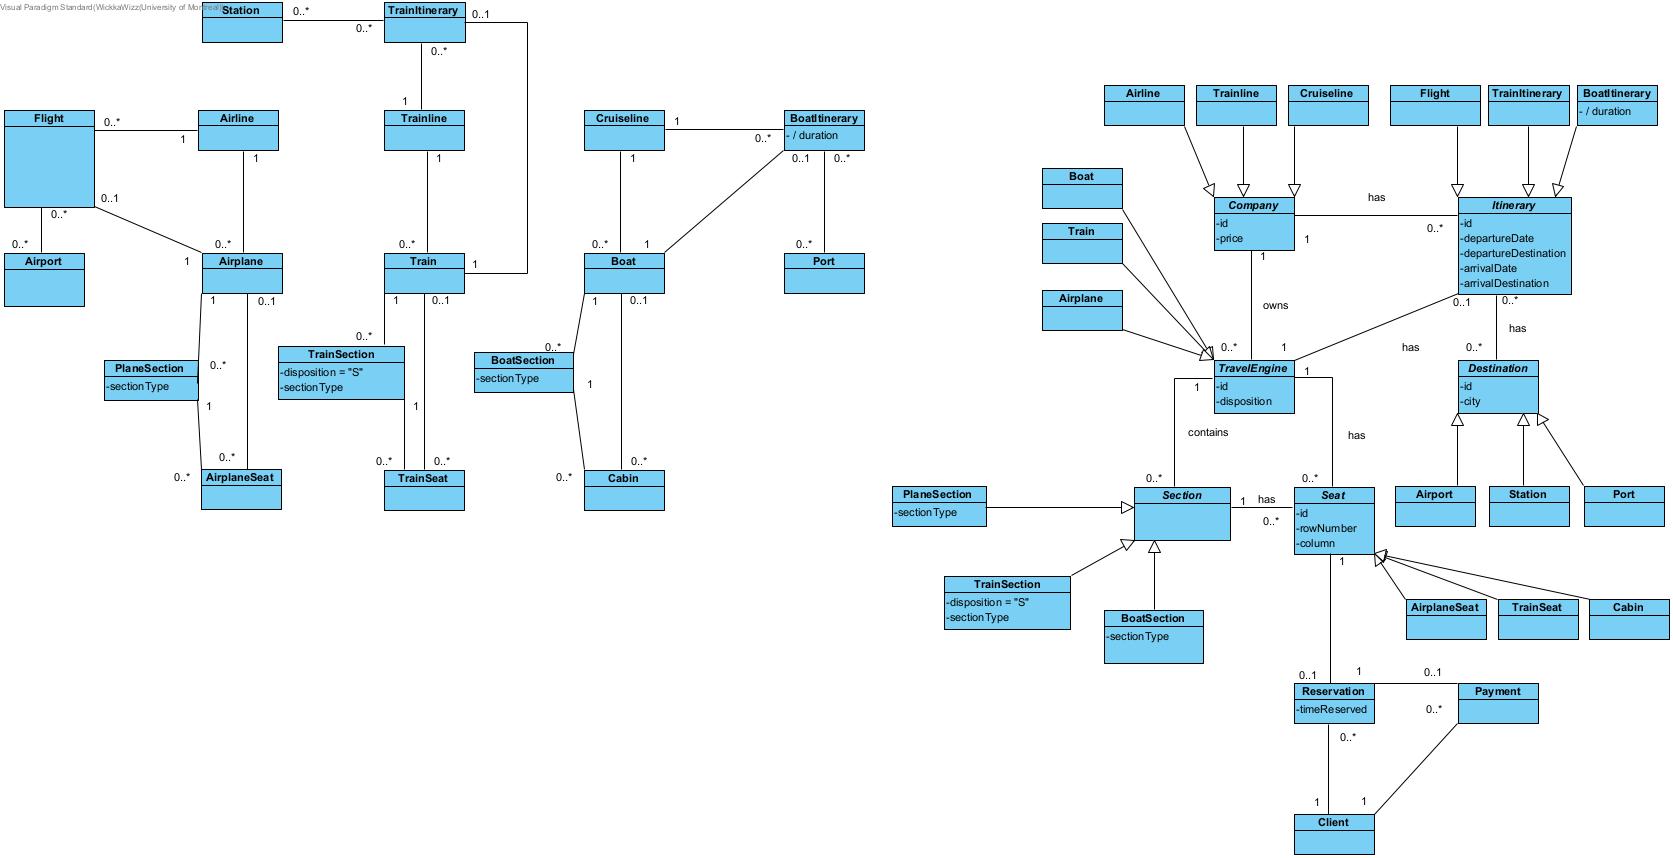 Visual Paradigm Standard(WickkaWizz(University of Montreal))
Station
0..*
0..*
TrainItinerary
0..1
0..*
1
Flight
0..*
1
Airline
1
Trainline
1
Cruiseline
1
0..*
BoatItinerary
- / duration
0..1
0..*
0..1
0..*
0..*
Airport
0..*
1
Airplane
1
0..1
0..*
Train
1
1
0..1
0..*
1
Boat
1
0..1
0..*
Port
PlaneSection
-sectionType
0..*
1
0..*
0..*
AirplaneSeat
0..*
TrainSection
-disposition = "S"
-sectionType
1
0..*
0..*
TrainSeat
0..*
BoatSection
-sectionType
1
0..*
0..*
Cabin
Airline
Trainline
Cruiseline
Flight
TrainItinerary
BoatItinerary
- / duration
Boat
Train
Airplane
Company
-id
-price
has
1
0..*
Itinerary
-id
-departureDate
-departureDestination
-arrivalDate
-arrivalDestination
1
owns
0..*
1
0..1
0..*
has
has
0..*
TravelEngine
-id
-disposition
1
1
Destination
-id
-city
contains
has
0..*
0..*
PlaneSection
-sectionType
Section
1
has
0..*
Seat
-id
-rowNumber
-column
Airport
Station
Port
TrainSection
-disposition = "S"
-sectionType
BoatSection
-sectionType
1
AirplaneSeat
TrainSeat
Cabin
0..1
1
0..1
Reservation
-timeReserved
0..*
Payment
0..*
1
1
Client